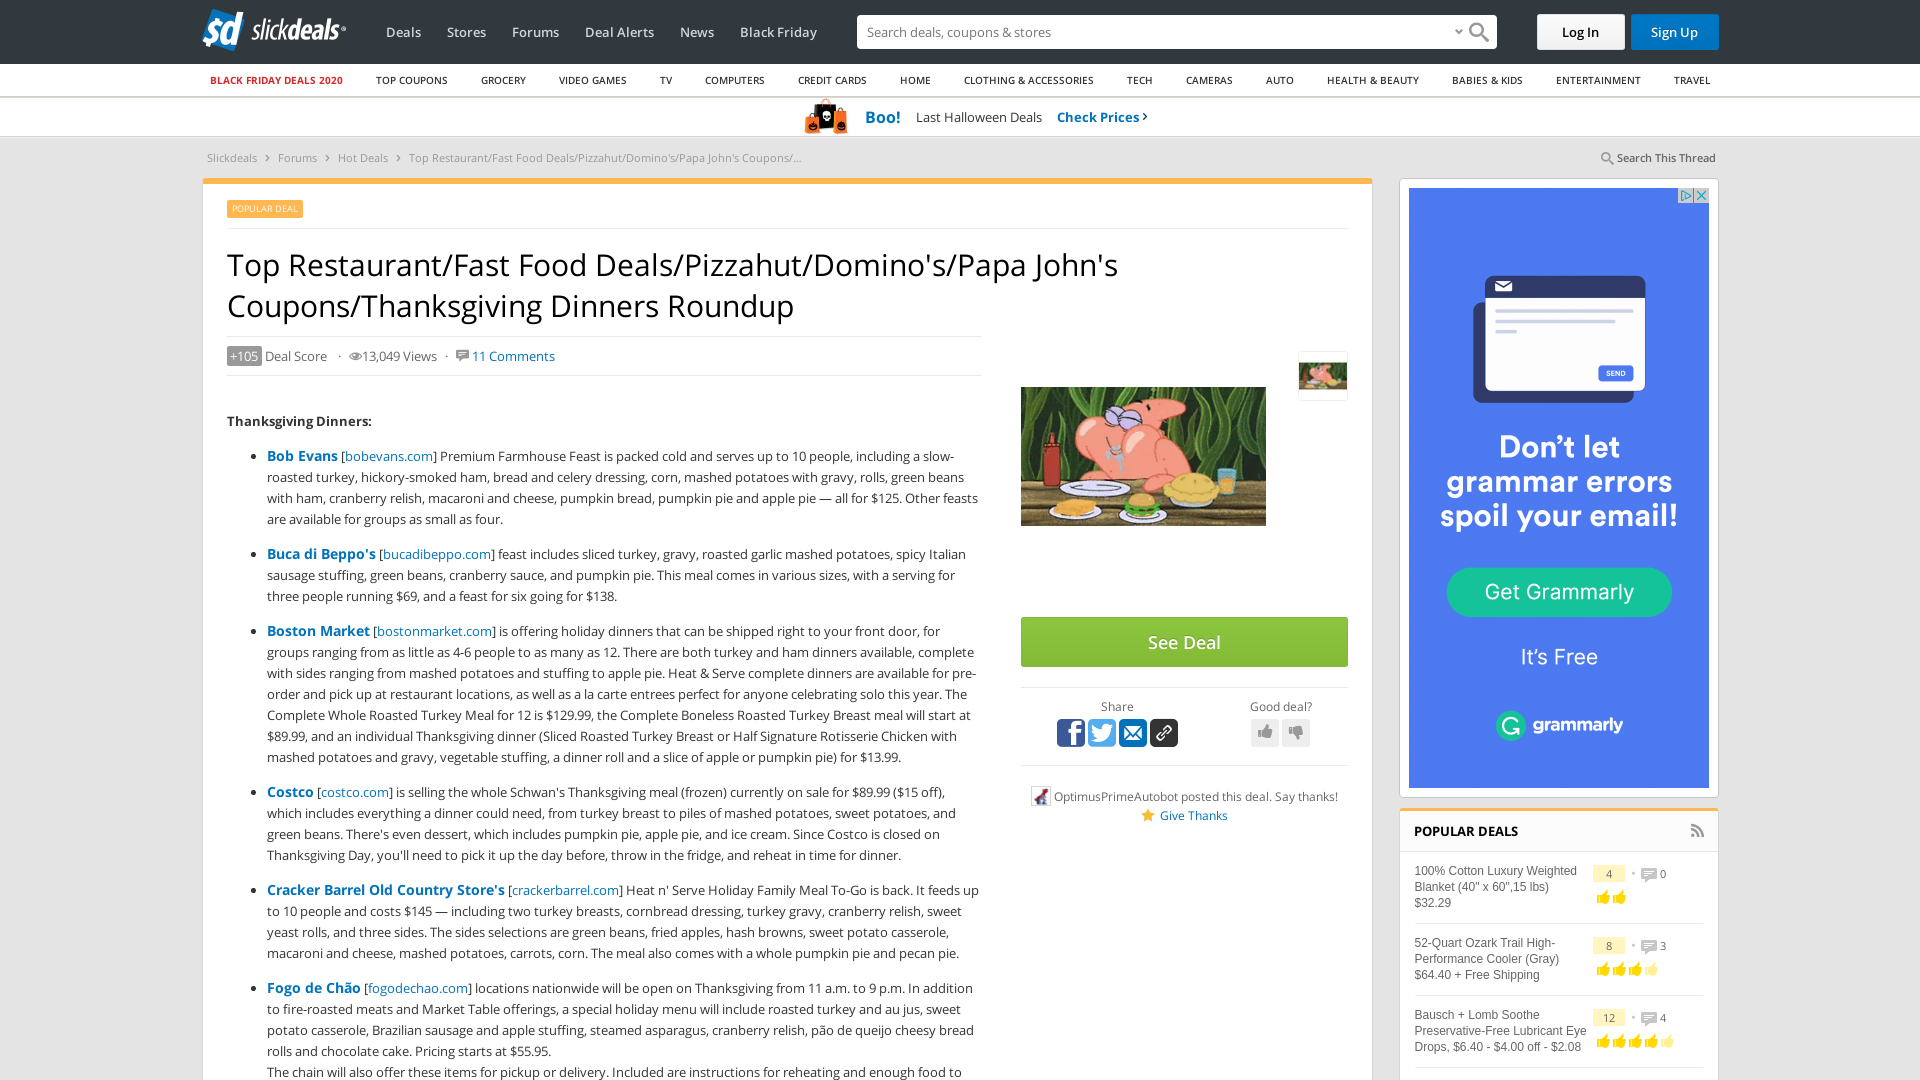 slickdeals
Deals
Stores
Forums
Deal Alerts
News
Black Friday
Search deals, coupons & stores
Log In
Sign Up
BLACK FRIDAY DEALS 2020
TOP COUPONS
GROCERY
VIDEO GAMES
TV
COMPUTERS
CREDIT CARDS
HOME
CLOTHING & ACCESSORIES
TECH
CAMERAS
AUTO
HEALTH & BEAUTY
BABIES & KIDS
ENTERTAINMENT
TRAVEL
Boo! Last Halloween Deals Check Prices
Slickdeals > Forums > Hot Deals > Top Restaurant/Fast Food Deals/Pizzahut/Domino's/Papa John's Coupons/...
Search This Thread
POPULAR DEAL
Top Restaurant/Fast Food Deals/Pizzahut/Domino's/Papa John's
Coupons/Thanksgiving Dinners Roundup
+105 Deal Score · 13,049 Views · 11 Comments
Thanksgiving Dinners:
Bob Evans [bobevans.com] Premium Farmhouse Feast is packed cold and serves up to 10 people, including a slow-
roasted turkey, hickory-smoked ham, bread and celery dressing, corn, mashed potatoes with gravy, rolls, green beans
with ham, cranberry relish, macaroni and cheese, pumpkin bread, pumpkin pie and apple pie — all for $125. Other feasts
are available for groups as small as four.
Buca di Beppo's [bucadibeppo.com] feast includes sliced turkey, gravy, roasted garlic mashed potatoes, spicy Italian
sausage stuffing, green beans, cranberry sauce, and pumpkin pie. This meal comes in various sizes, with a serving for
three people running $69, and a feast for six going for $138.
Boston Market [bostonmarket.com] is offering holiday dinners that can be shipped right to your front door, for
groups ranging from as little as 4-6 people to as many as 12. There are both turkey and ham dinners available, complete
with sides ranging from mashed potatoes and stuffing to apple pie. Heat & Serve complete dinners are available for pre-
order and pick up at restaurant locations, as well as a la carte entrees perfect for anyone celebrating solo this year. The
Complete Whole Roasted Turkey Meal for 12 is $129.99, the Complete Boneless Roasted Turkey Breast meal will start at
$89.99, and an individual Thanksgiving dinner (Sliced Roasted Turkey Breast or Half Signature Rotisserie Chicken with
mashed potatoes and gravy, vegetable stuffing, a dinner roll and a slice of apple or pumpkin pie) for $13.99.
Costco [costco.com] is selling the whole Schwan's Thanksgiving meal (frozen) currently on sale for $89.99 ($15 off),
which includes everything a dinner could need, from turkey breast to piles of mashed potatoes, sweet potatoes, and
green beans. There's even dessert, which includes pumpkin pie, apple pie, and ice cream. Since Costco is closed on
Thanksgiving Day, you'll need to pick it up the day before, throw in the fridge, and reheat in time for dinner.
Cracker Barrel Old Country Store's [crackerbarrel.com] Heat n' Serve Holiday Family Meal To-Go is back. It feeds up
to 10 people and costs $145 — including two turkey breasts, cornbread dressing, turkey gravy, cranberry relish, sweet
yeast rolls, and three sides. The sides selections are green beans, fried apples, hash browns, sweet potato casserole,
macaroni and cheese, mashed potatoes, carrots, corn. The meal also comes with a whole pumpkin pie and pecan pie.
Fogo de Chão [fogodechao.com] locations nationwide will be open on Thanksgiving from 11 a.m. to 9 p.m. In addition
to fire-roasted meats and Market Table offerings, a special holiday menu will include roasted turkey and au jus, sweet
potato casserole, Brazilian sausage and apple stuffing, steamed asparagus, cranberry relish, pão de queijo cheesy bread
rolls and chocolate cake. Pricing starts at $55.95.
The chain will also offer these items for pickup or delivery. Included are instructions for reheating and enough food to
See Deal
Share
Good deal?
OptimusPrimeAutobot posted this deal. Say thanks!
Give Thanks
SEND
Don't let
grammar errors
spoil your email!
Get Grammarly
It's Free
grammarly
POPULAR DEALS
100% Cotton Luxury Weighted
Blanket (40" x 60",15 lbs)
$32.29
4 • 0
52-Quart Ozark Trail High-
Performance Cooler (Gray)
$64.40 + Free Shipping
8 • 3
Bausch + Lomb Soothe
Preservative-Free Lubricant Eye
Drops, $6.40 - $4.00 off - $2.08
12 • 4